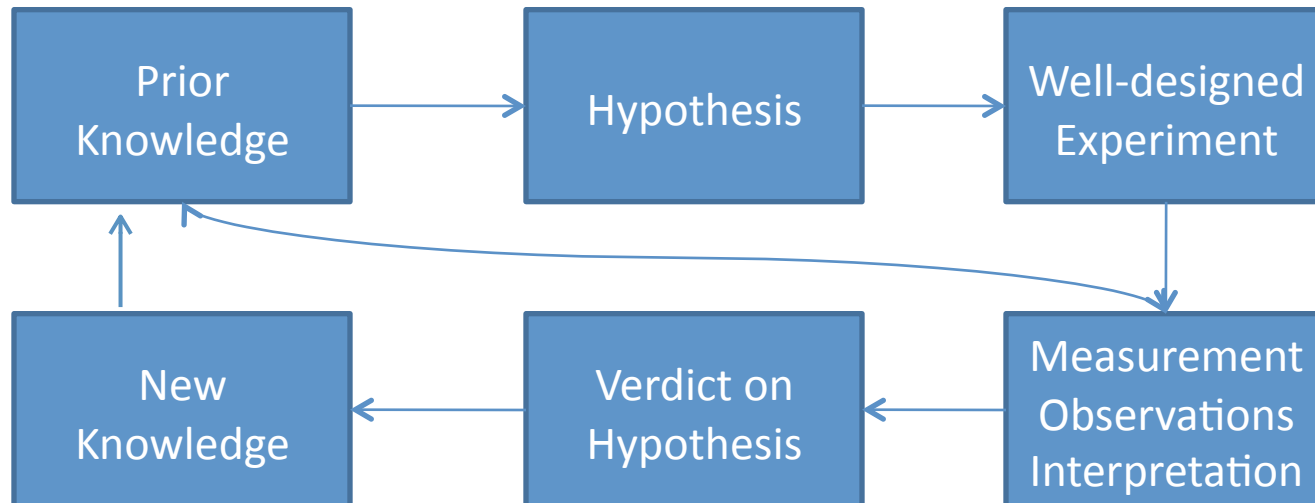 Prior
Knowledge
Hypothesis
Well-designed
Experiment
New
Knowledge
Verdict on
Hypothesis
Measurement
Observations
Interpretation